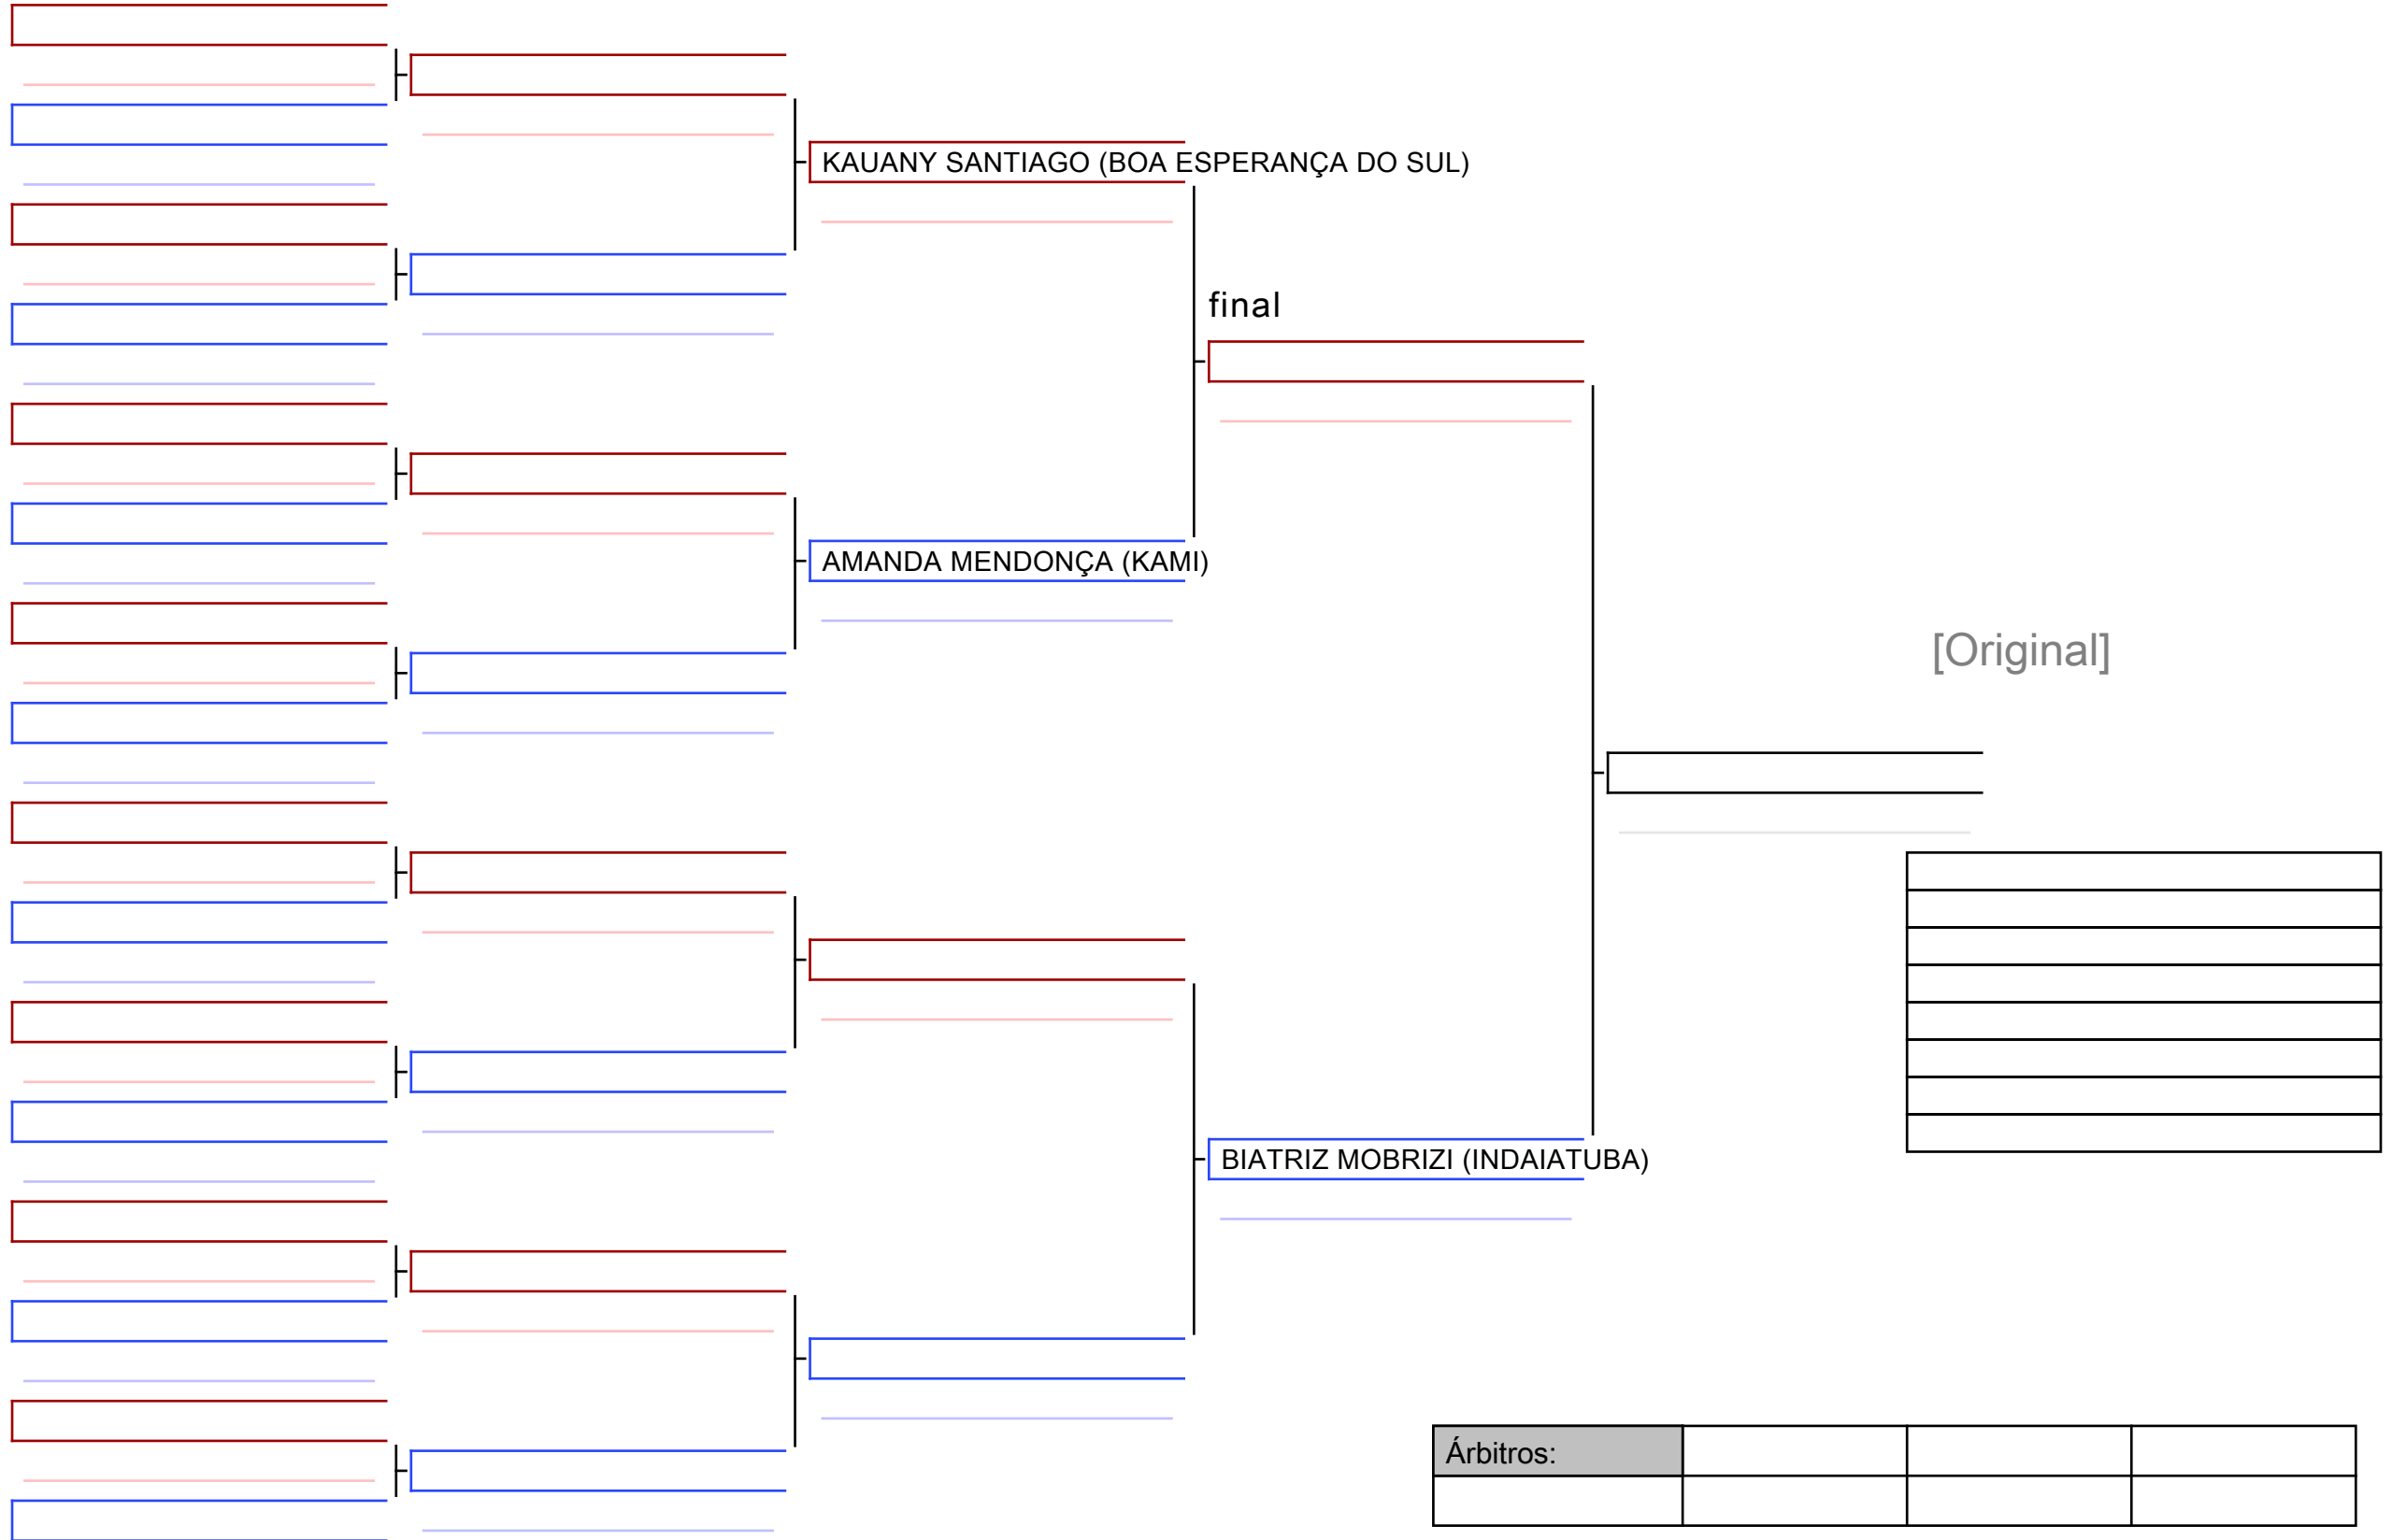 KAUANY SANTIAGO (BOA ESPERANÇA DO SUL)
final
AMANDA MENDONÇA (KAMI)
[Original]
BIATRIZ MOBRIZI (INDAIATUBA)
Árbitros: